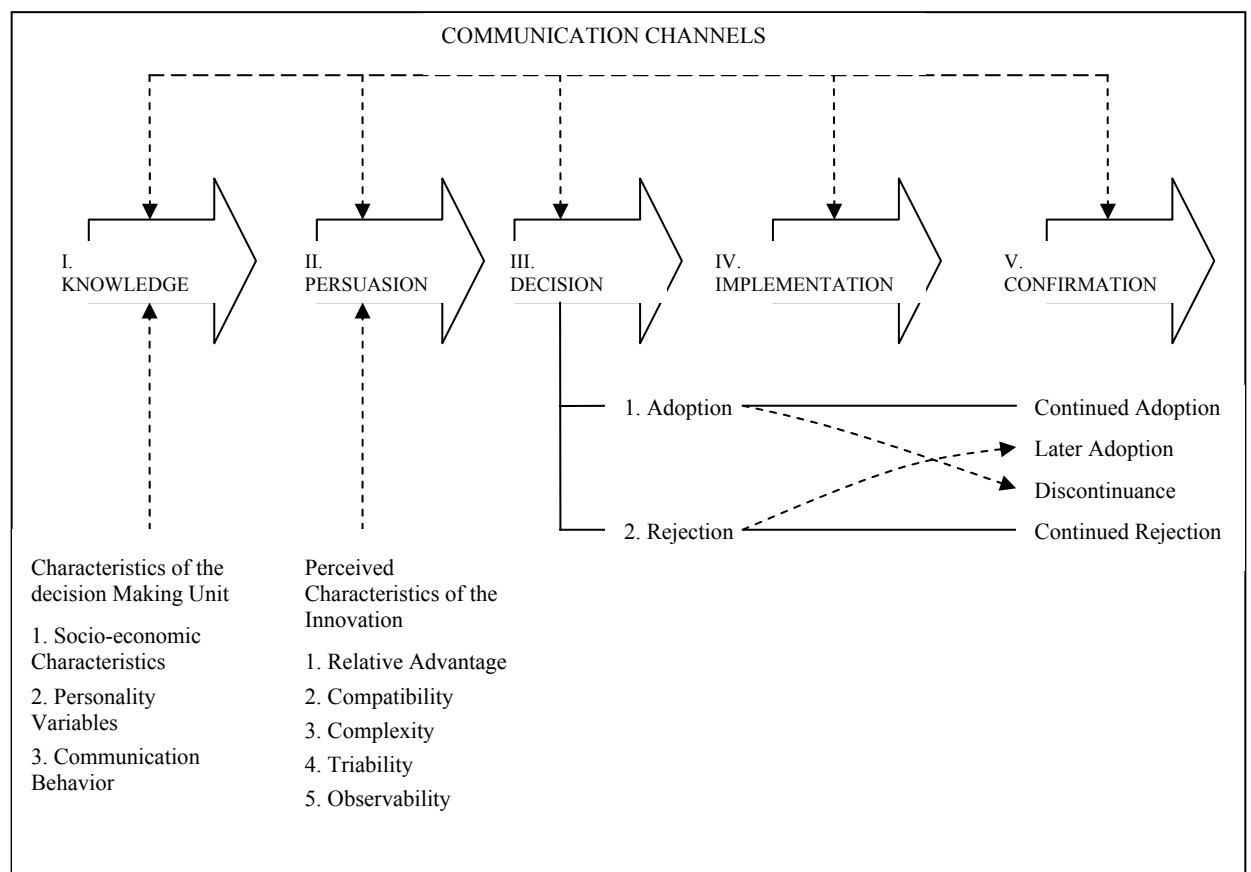 COMMUNICATION CHANNELS
I.
KNOWLEDGE
II.
PERSUASION
III.
DECISION
IV.
IMPLEMENTATION
V.
CONFIRMATION
1. Adoption
Continued Adoption
Later Adoption
Discontinuance
2. Rejection
Continued Rejection
Characteristics of the
decision Making Unit
1. Socio-economic
Characteristics
2. Personality
Variables
3. Communication
Behavior
Perceived
Characteristics of the
Innovation
1. Relative Advantage
2. Compatibility
3. Complexity
4. Triability
5. Observability